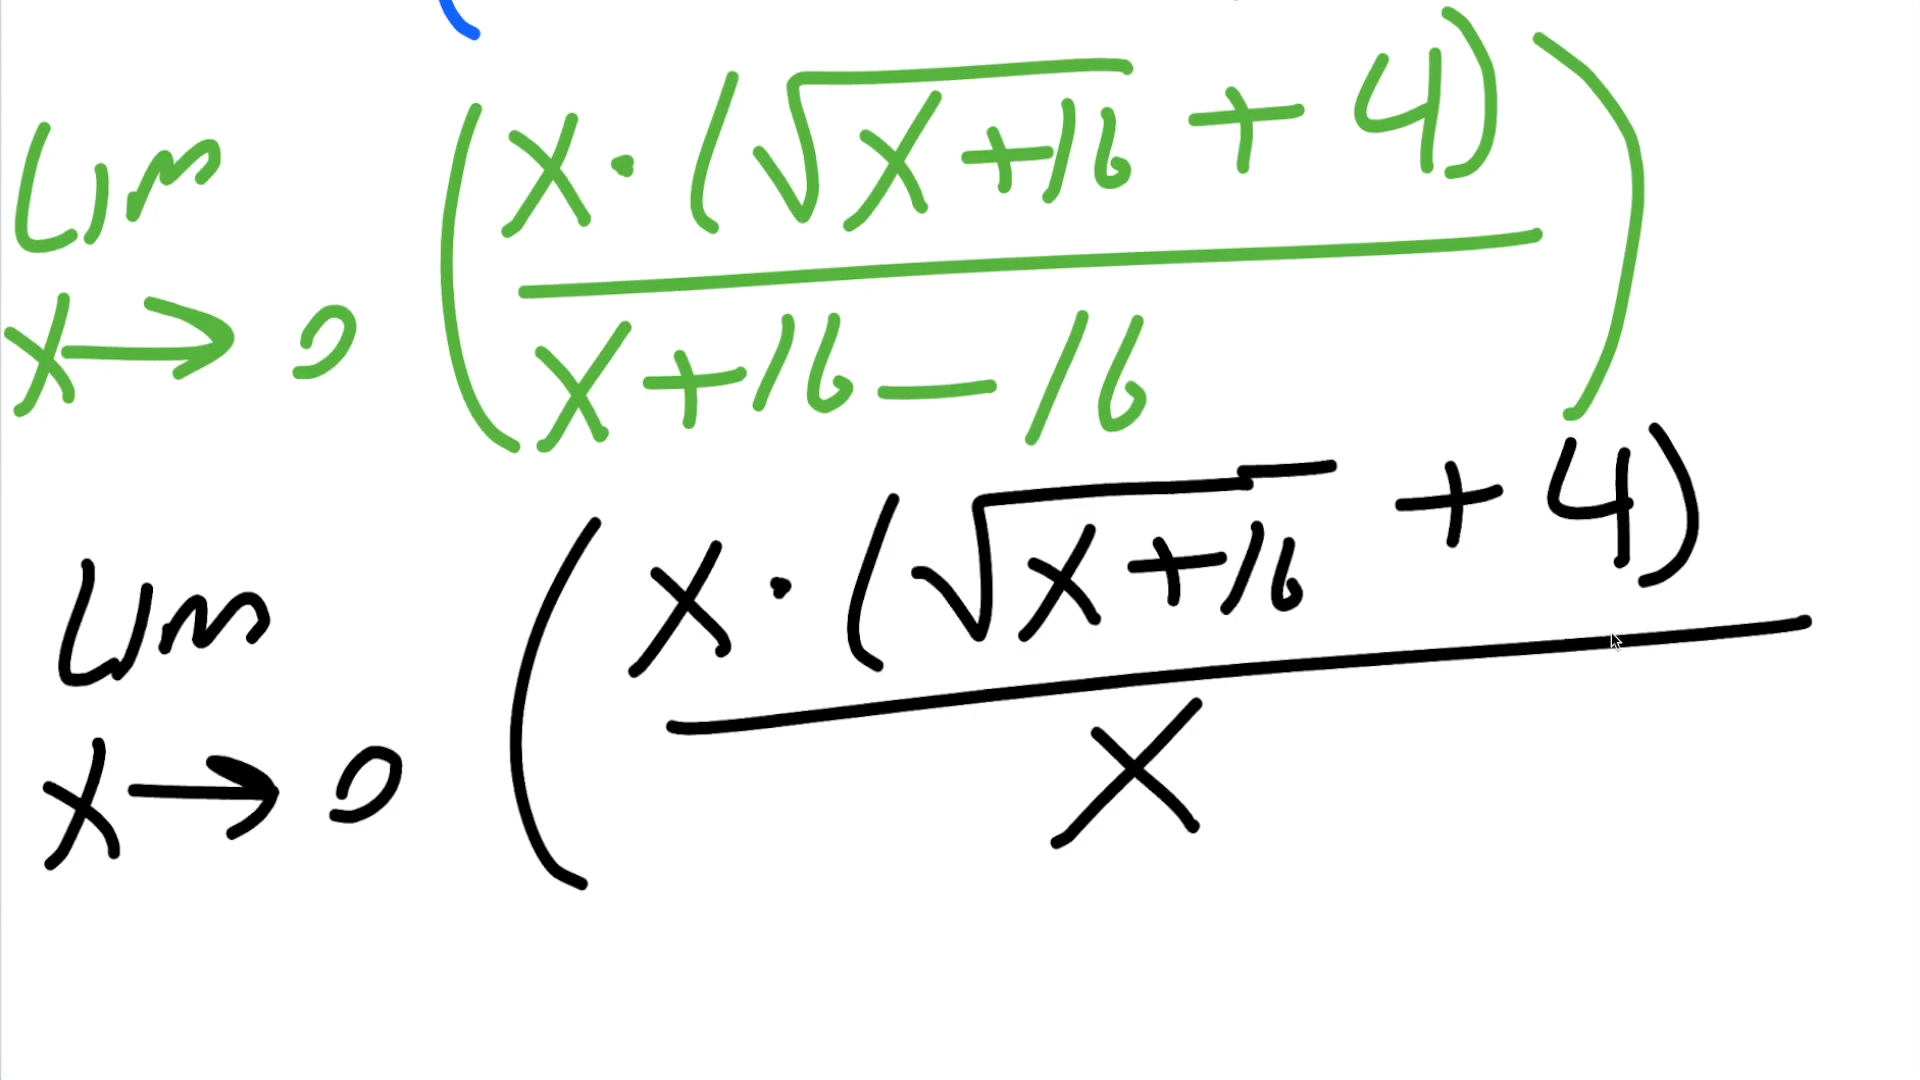 Lim x→0 (x·(√(x+16) + 4) / (x+16-16))
Lim x→0 (x·(√(x+16) + 4) / x